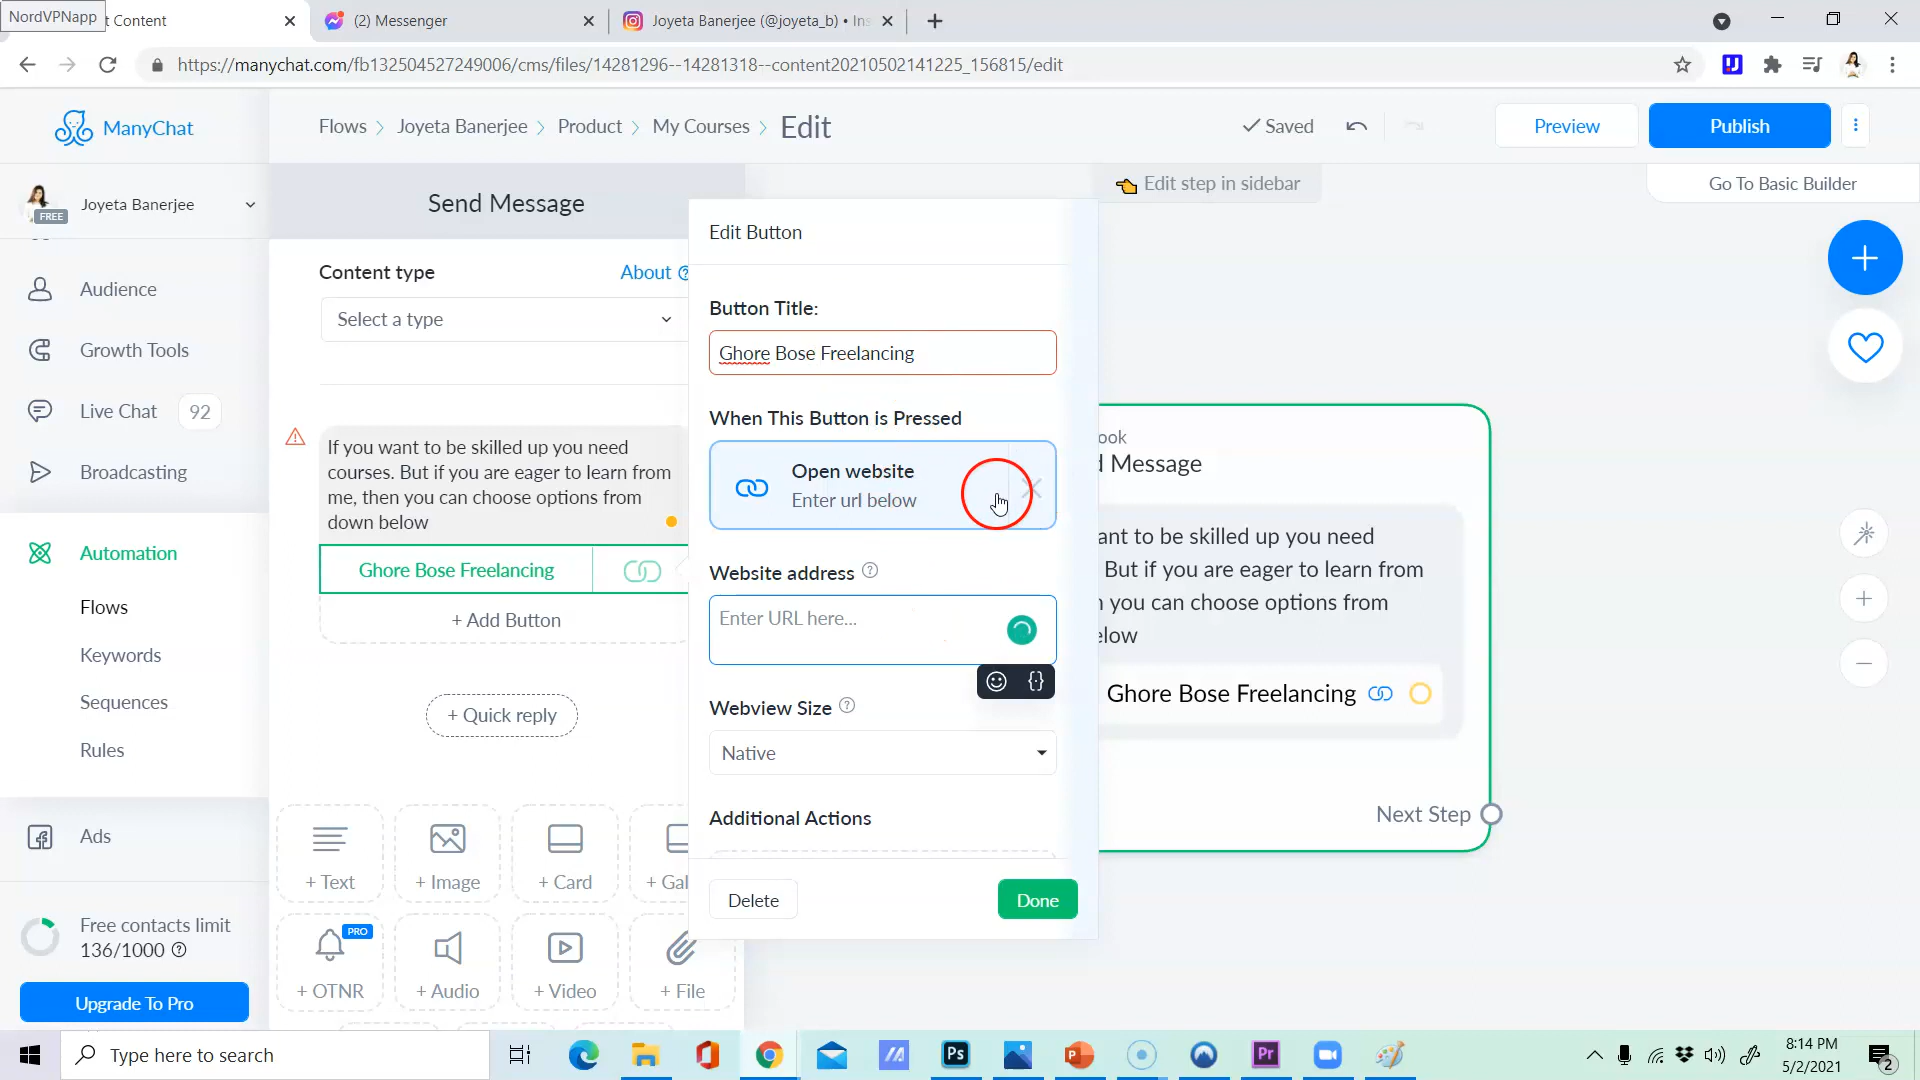 NordVPNapp
t Content
(2) Messenger
Joyeta Banerjee (@joyeta_b) • Ins
https://manychat.com/fb132504527249006/cms/files/14281296--14281318--content20210502141225_156815/edit
ManyChat
Flows
Joyeta Banerjee
Product
My Courses
Edit
Saved
Preview
Publish
Joyeta Banerjee
FREE
Send Message
Edit step in sidebar
Go To Basic Builder
Audience
Growth Tools
Live Chat
92
Broadcasting
Automation
Flows
Keywords
Sequences
Rules
Ads
Free contacts limit
136/1000
Upgrade To Pro
Content type
About
Select a type
If you want to be skilled up you need
courses. But if you are eager to learn from
me, then you can choose options from
down below
Ghore Bose Freelancing
+ Add Button
+ Quick reply
+ Text
+ Image
+ Card
+ Gal
PRO
+ OTNR
+ Audio
+ Video
+ File
Edit Button
Button Title:
Ghore Bose Freelancing
When This Button is Pressed
Open website
Enter url below
Website address
Enter URL here...
Webview Size
Native
Additional Actions
Delete
Done
ook
d Message
ant to be skilled up you need
But if you are eager to learn from
n you can choose options from
elow
Ghore Bose Freelancing
Next Step
Type here to search
Ps
Pr
8:14 PM
5/2/2021
2